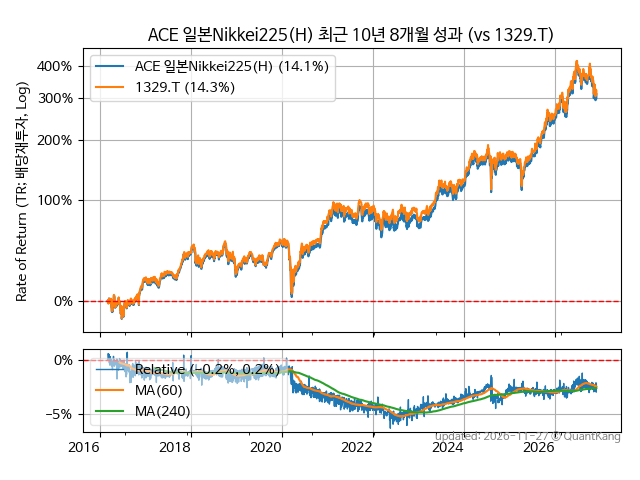 ACE 일본Nikkei225(H) 최근 10년 8개월 성과 (vs 1329.T)
Rate of Return (TR: 배당재투자, Log)
400%
300%
200%
100%
0%
ACE 일본Nikkei225(H) (14.1%)
1329.T (14.3%)
0%
−5%
Relative (−0.2%, 0.2%)
MA(60)
MA(240)
2016
2018
2020
2022
2024
2026
updated: 2026-11-27 © QuantKang